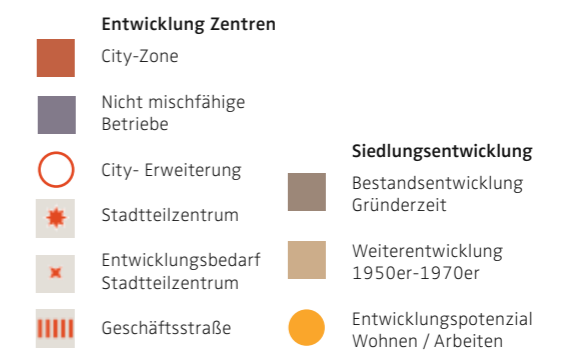 Entwicklung Zentren
City-Zone
Nicht mischfähige
Betriebe
City- Erweiterung
Stadtteilzentrum
Entwicklungsbedarf
Stadtteilzentrum
Geschäftsstraße
Siedlungsentwicklung
Bestandsentwicklung
Gründerzeit
Weiterentwicklung
1950er-1970er
Entwicklungspotenzial
Wohnen / Arbeiten